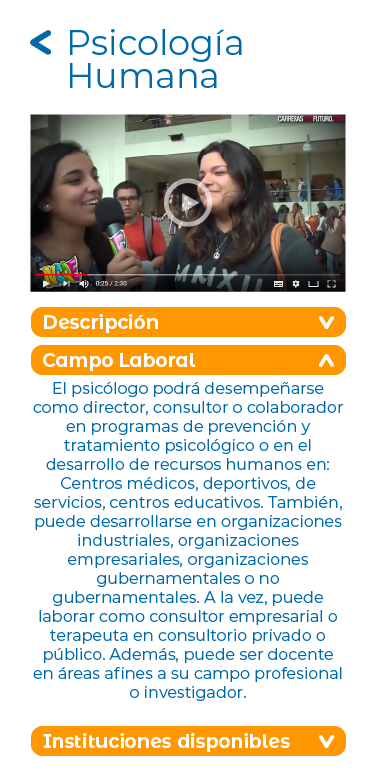 Psicología
Humana
CARRERAS FUTURO.
0:25 / 2:30
Descripción
Campo Laboral
El psicólogo podrá desempeñarse
como director, consultor o colaborador
en programas de prevención y
tratamiento psicológico o en el
desarrollo de recursos humanos en:
Centros médicos, deportivos, de
servicios, centros educativos. También,
puede desarrollarse en organizaciones
industriales, organizaciones
empresariales, organizaciones
gubernamentales o no
gubernamentales. A la vez, puede
laborar como consultor empresarial o
terapeuta en consultorio privado o
público. Además, puede ser docente
en áreas afines a su campo profesional
o investigador.
Instituciones disponibles